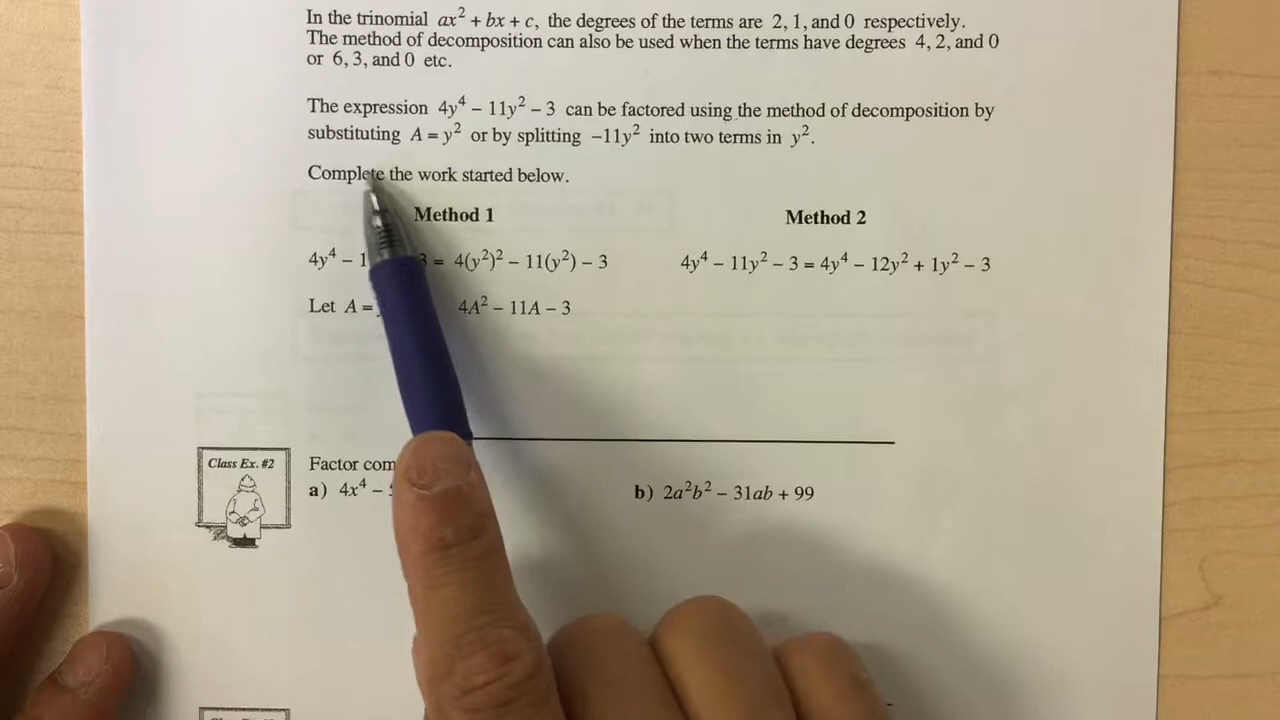 In the trinomial ax² + bx + c, the degrees of the terms are 2, 1, and 0 respectively.
The method of decomposition can also be used when the terms have degrees 4, 2, and 0
or 6, 3, and 0 etc.
The expression 4y⁴ − 11y² − 3 can be factored using the method of decomposition by
substituting A = y² or by splitting −11y² into two terms in y².
Complete the work started below.
Method 1
4y⁴ − 1 3 = 4(y²)² − 11(y²) − 3
Let A = 4A² − 11A − 3
Method 2
4y⁴ − 11y² − 3 = 4y⁴ − 12y² + 1y² − 3
Class Ex. #2
Factor com
a) 4x⁴ −
b) 2a²b² − 31ab + 99